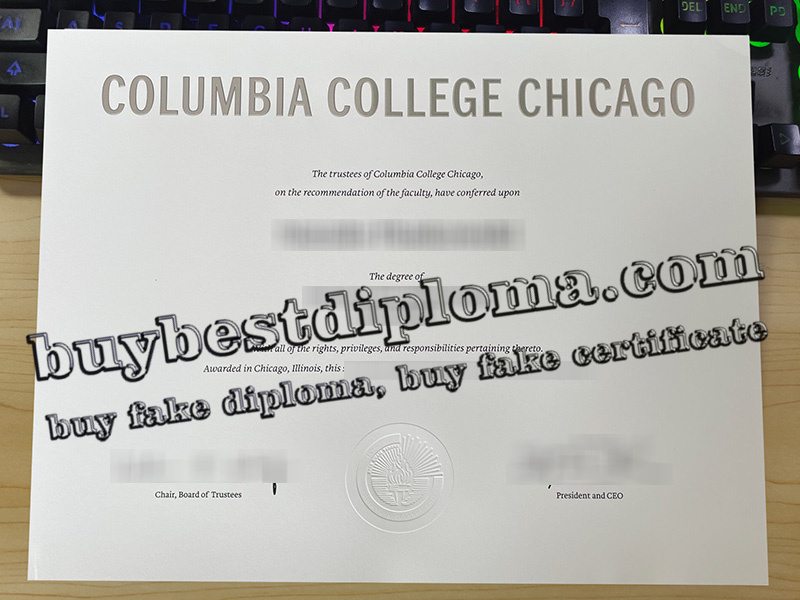 DEL END PD
COLUMBIA COLLEGE CHICAGO
The trustees of Columbia College Chicago,
on the recommendation of the faculty, have conferred upon
The degree of
buybestdiploma.com
with all of the rights, privileges, and responsibilities pertaining thereto.
Awarded in Chicago, Illinois, this
buy fake diploma, buy fake certificate
Chair, Board of Trustees
President and CEO